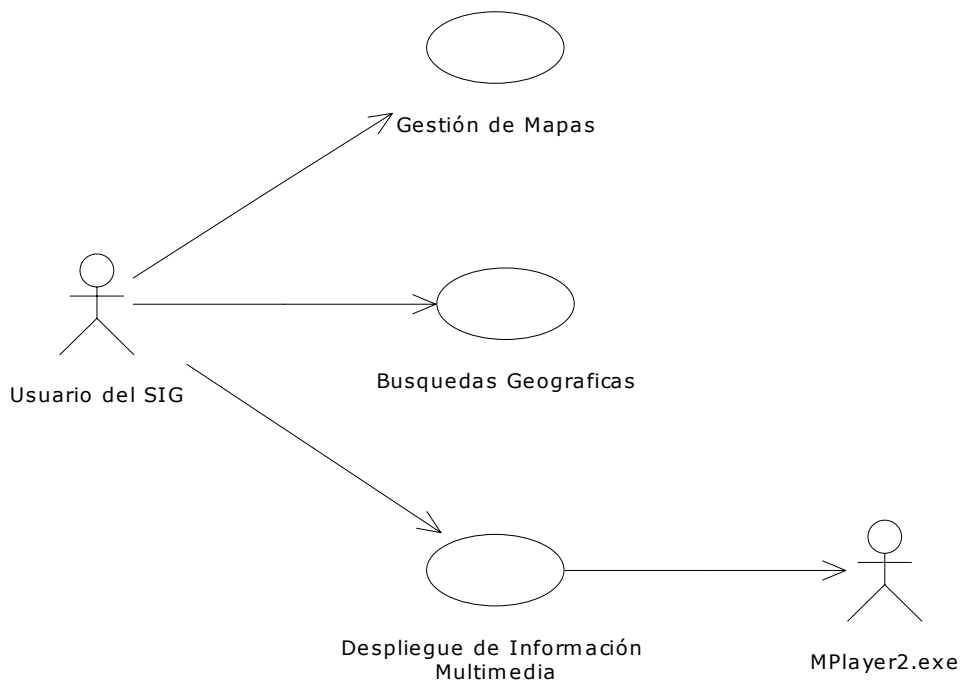 Gestión de Mapas
Busquedas Geograficas
Usuario del SIG
Despliegue de Información
Multimedia
MPlayer2.exe